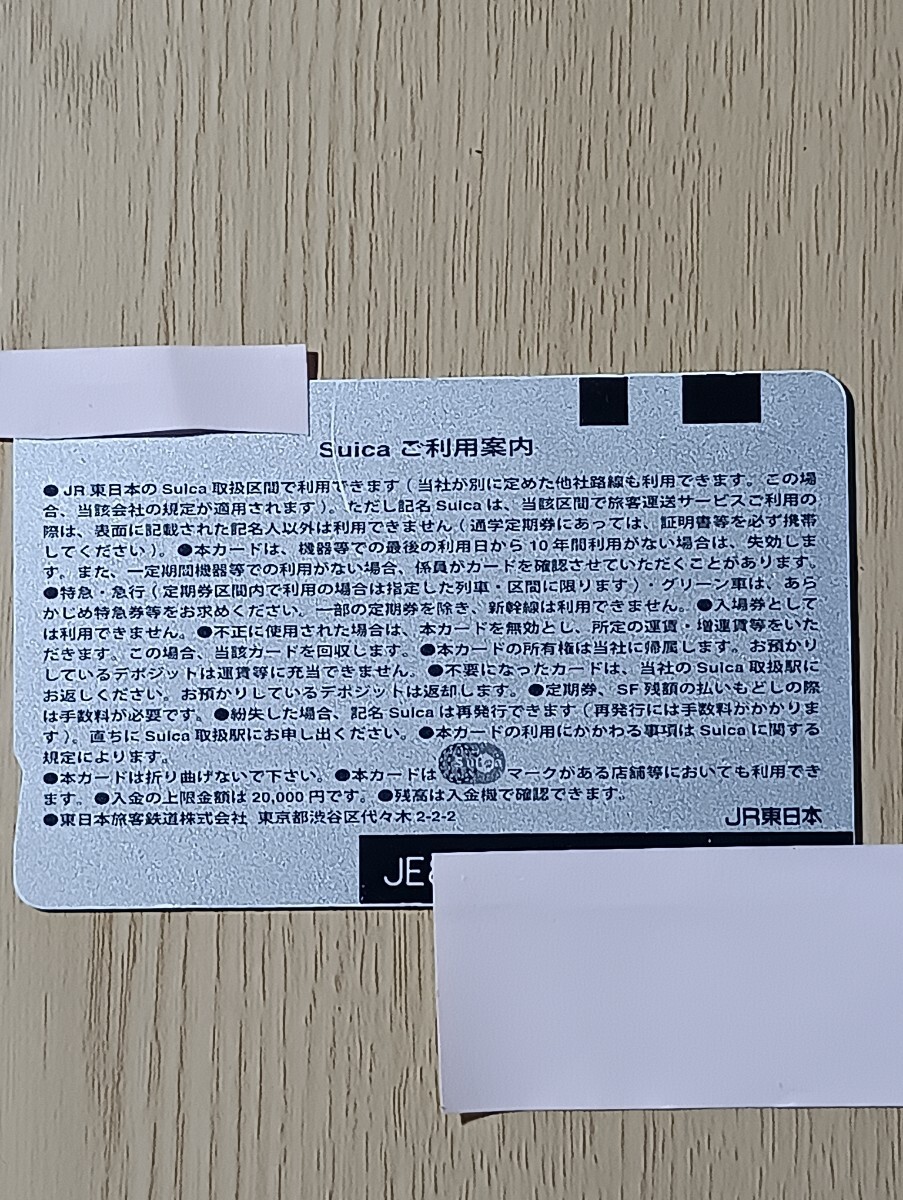 Suica ご利用案内
●JR東日本のSuica取扱区間で利用できます（当社が別に定めた他社路線も利用できます。この場
合、当該会社の規定が適用されます）。ただし記名Suicaは、当該区間で旅客運送サービスご利用の
際は、表面に記載された記名人以外は利用できません（通学定期券にあっては、証明書等を必ず携帯
してください）。●本カードは、機器等での最後の利用日から10年間利用がない場合は、失効しま
す。また、一定期間機器等での利用がない場合、係員がカードを確認させていただくことがあります。
●特急・急行（定期券区間内で利用の場合は指定した列車・区間に限ります）・グリーン車は、あら
かじめ特急券等をお求めください。一部の定期券を除き、新幹線は利用できません。●入場券として
は利用できません。●不正に使用された場合は、本カードを無効とし、所定の運賃・増運賃等をいた
だきます。この場合、当該カードを回収します。●本カードの所有権は当社に帰属します。お預かり
しているデポジットは運賃等に充当できません。●不要になったカードは、当社のSuica取扱駅に
お返しください。お預かりしているデポジットは返却します。●定期券、SF残額の払いもどしの際
は手数料が必要です。●紛失した場合、記名Suicaは再発行できます（再発行には手数料がかかりま
す）。直ちにSuica取扱駅にお申し出ください。●本カードの利用にかかわる事項はSuicaに関する
規定によります。
●本カードは折り曲げないで下さい。●本カードは Suica マークがある店舗等においても利用でき
ます。●入金の上限金額は20,000円です。●残高は入金機で確認できます。
●東日本旅客鉄道株式会社 東京都渋谷区代々木2-2-2
JR東日本
JE